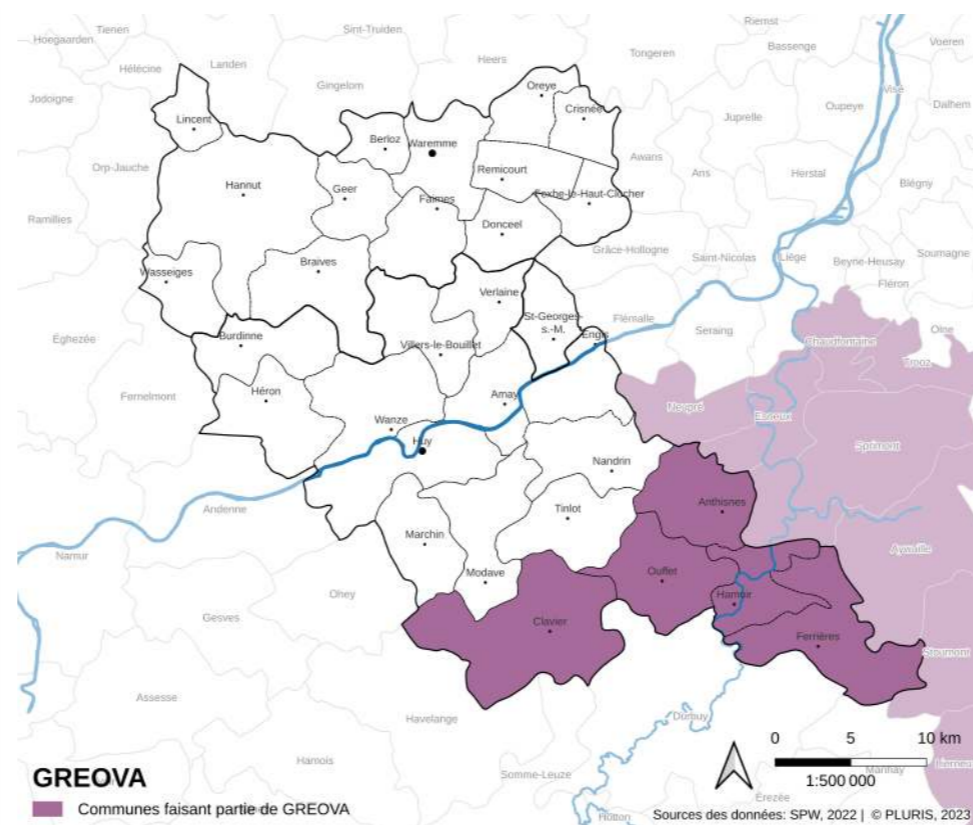 Riemst
Tienen
Sint-Truiden
Hoegaarden
Bassenge
Voeren
Tongeren
Landen
Heers
Hélécine
Gingelom
Visé
Jodoigne
Oreye
Oupeye
Dalhem
Crisnée
Lincent
Juprelle
Berloz
Waremme
Awans
Orp-Jauche
Remicourt
Ans
Herstal
Hannut
Geer
Fexhe-le-Haut-Clocher
Blégny
Faimes
Ramillies
Donceel
Grâce-Hollogne
Saint-Nicolas
Liège
Beyne-Heusay
Soumagne
Braives
Wasseiges
Fléron
Verlaine
St-Georges-
s.-M.
Flémalle
Seraing
Olne
Éghezée
Burdinne
Engis
Chaudfontaine
Villers-le-Bouillet
Trooz
Fernelmont
Héron
Amay
Neupré
Esneux
Wanze
Sprimont
Huy
Nandrin
Andenne
Anthisnes
Tinlot
Marchin
Aywaille
Namur
Modave
Ouffet
Ohey
Hamoir
Gesves
Clavier
Ferrières
Stoumont
Assesse
Havelange
Durbuy
0 5 10 km
Hamois
Somme-Leuze
Lierneux
Manhay
1:500 000
GREOVA
Érezée
Communes faisant partie de GREOVA
Hotton
Sources des données: SPW, 2022 | © PLURIS, 2023